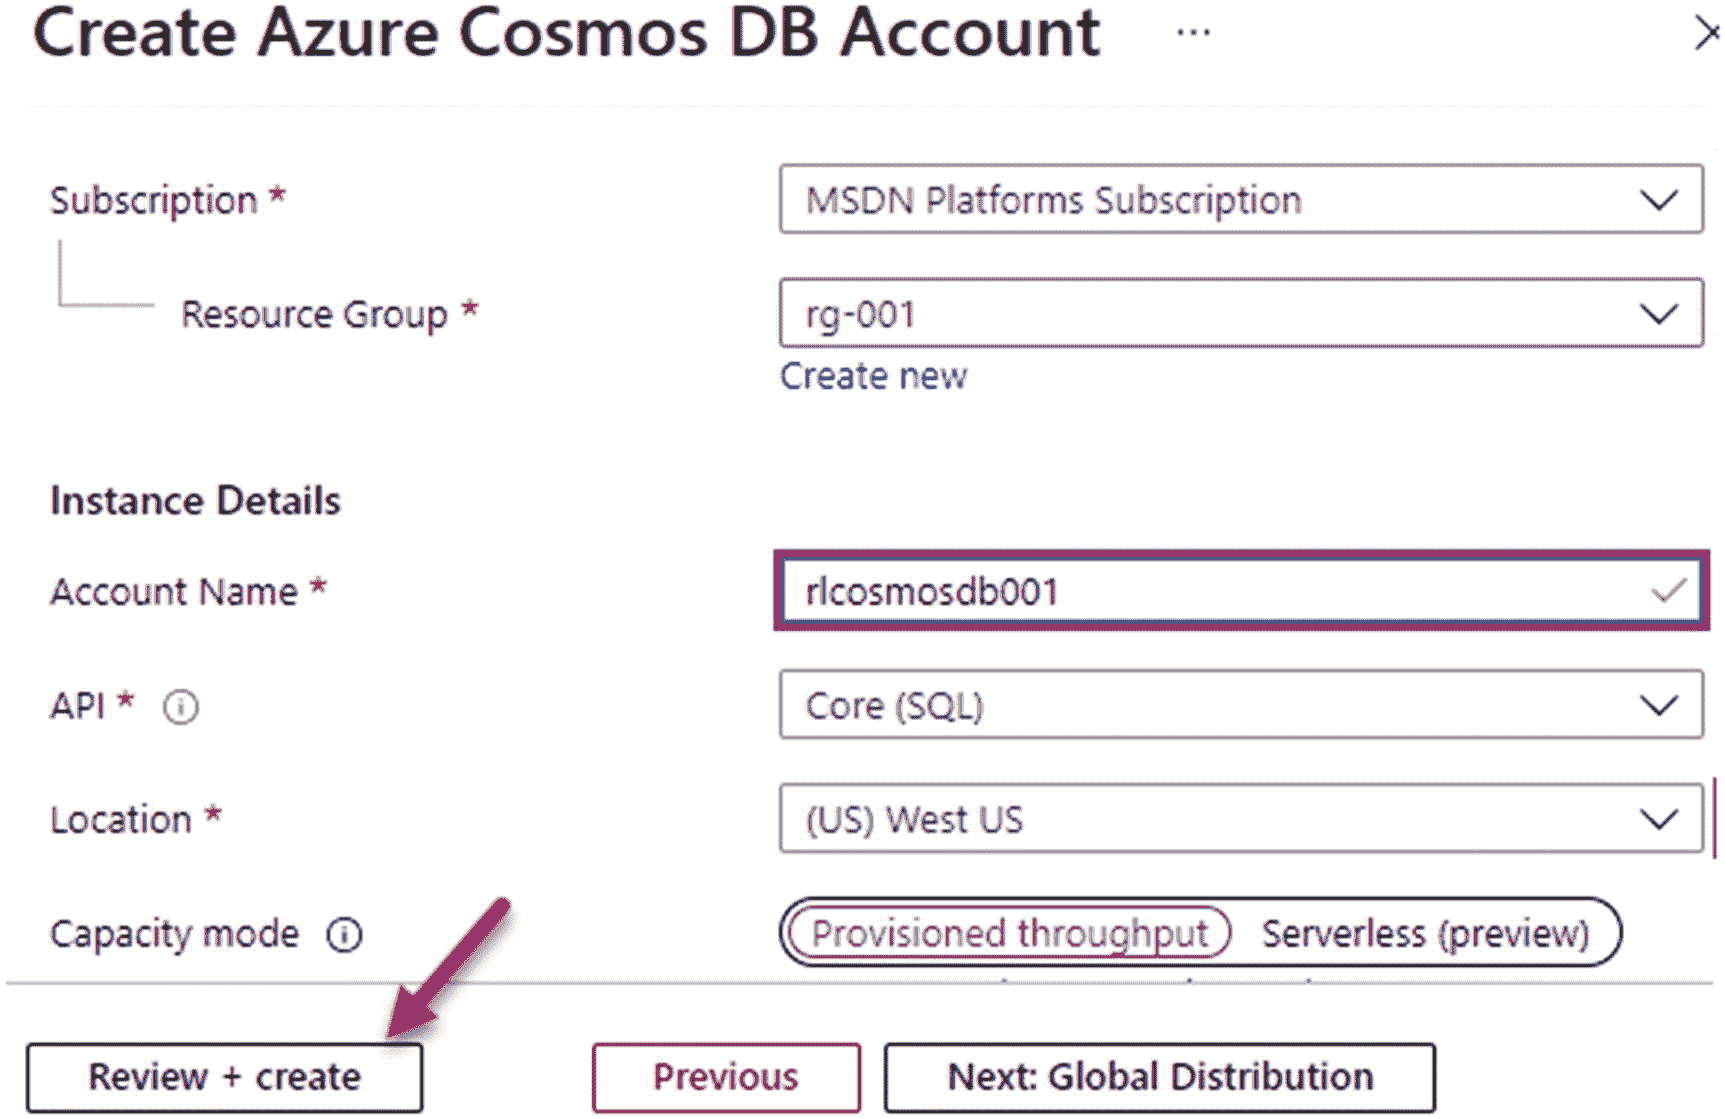 Create Azure Cosmos DB Account ...
Subscription * MSDN Platforms Subscription
Resource Group * rg-001
Create new
Instance Details
Account Name * rlcosmosdb001
API * Core (SQL)
Location * (US) West US
Capacity mode Provisioned throughput Serverless (preview)
Review + create Previous Next: Global Distribution